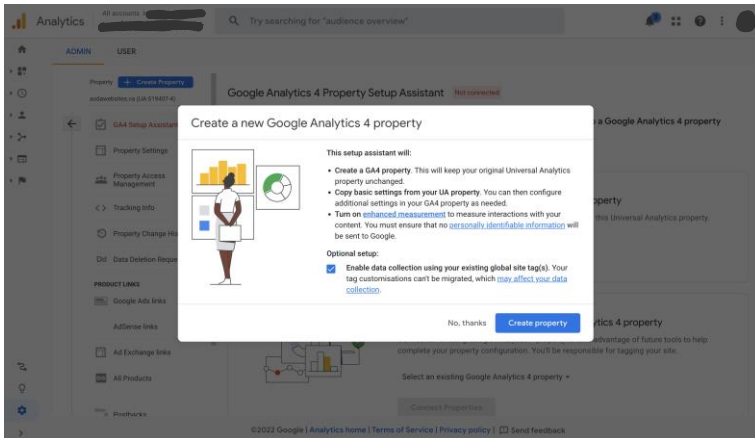 Analytics
All accounts
Try searching for "audience overview"
ADMIN
USER
Property
+ Create Property
Google Analytics 4 Property Setup Assistant
Not connected
GA4 Setup Assistant
a Google Analytics 4 property
Property Settings
Property Access
Management
<> Tracking Info
Property Change His
Dd Data Deletion Reque
PRODUCT LINKS
Google Ads links
AdSense links
Ad Exchange links
All Products
Postbacks
Create a new Google Analytics 4 property
This setup assistant will:
• Create a GA4 property. This will keep your original Universal Analytics
property unchanged.
• Copy basic settings from your UA property. You can then configure
additional settings in your GA4 property as needed.
• Turn on enhanced measurement to measure interactions with your
content. You must ensure that no personally identifiable information will
be sent to Google.
Optional setup:
Enable data collection using your existing global site tag(s). Your
tag customisations can't be migrated, which may affect your data
collection.
No, thanks
Create property
operty
this Universal Analytics property.
ytics 4 property
advantage of future tools to help
complete your property configuration. You'll be responsible for tagging your site.
Select an existing Google Analytics 4 property
Connect Properties
©2022 Google | Analytics home | Terms of Service | Privacy policy | Send feedback